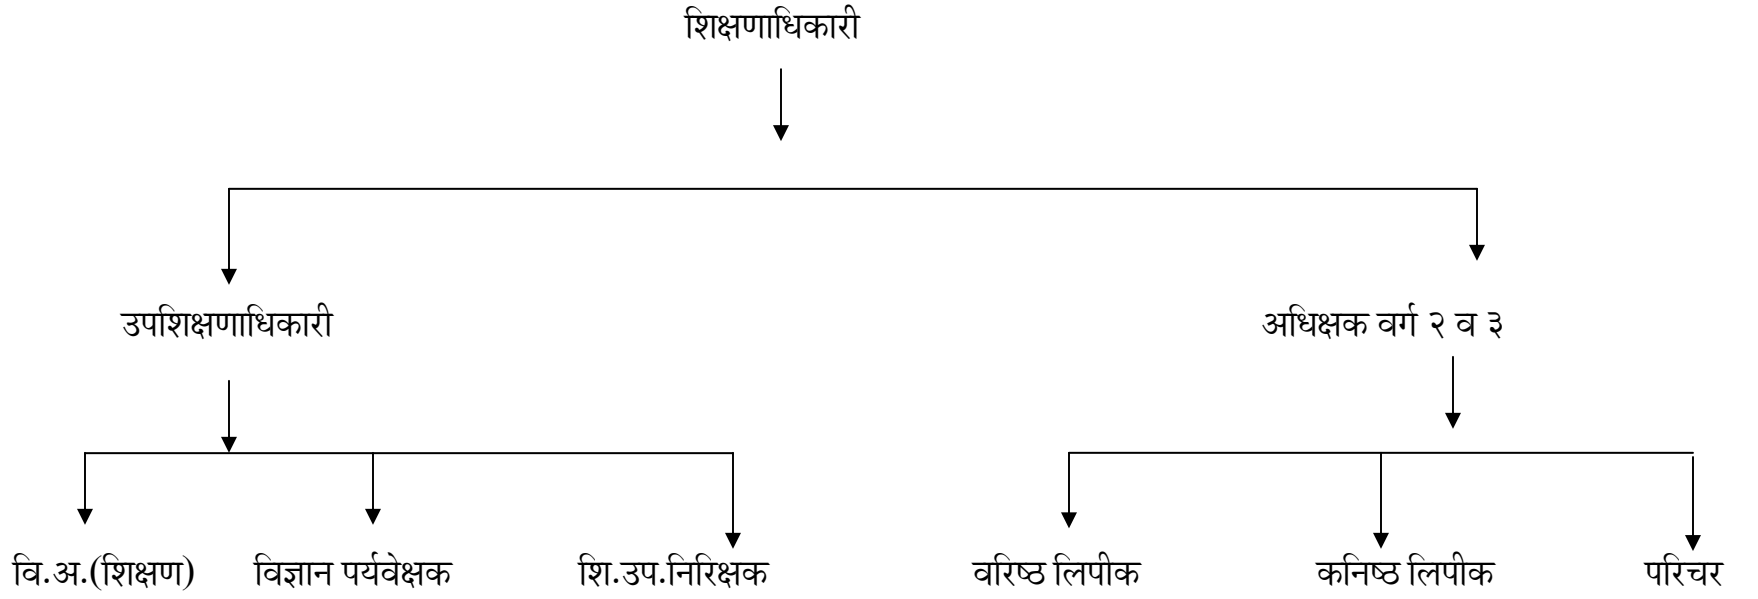 शिक्षणाधिकारी
उपशिक्षणाधिकारी अधिक्षक वर्ग २ व ३
वि.अ.(शिक्षण) विज्ञान पर्यवेक्षक शि.उप.निरिक्षक वरिष्ठ लिपीक कनिष्ठ लिपीक परिचर